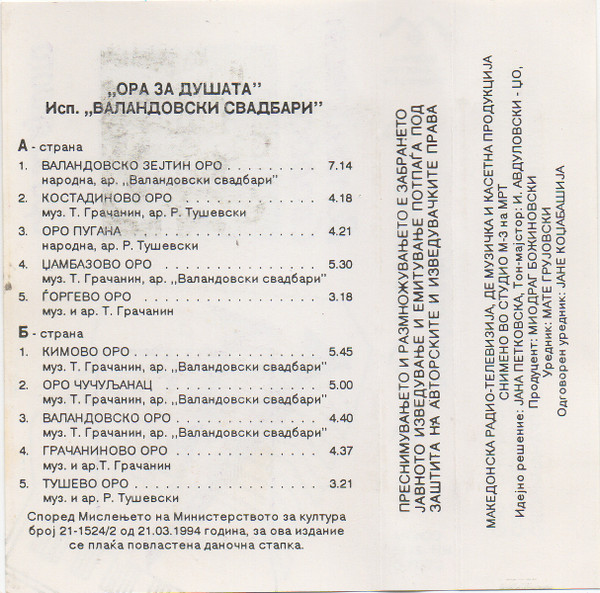 „ОРА ЗА ДУШАТА”
Исп. „ВАЛАНДОВСКИ СВАДБАРИ”
А - страна
1. ВАЛАНДОВСКО ЗЕЈТИН ОРО . . . . . . . . . . 7.14
народна, ар. „Валандовски свадбари”
2. КОСТАДИНОВО ОРО . . . . . . . . . . . . . . . . 4.18
муз. Т. Грачанин, ар. Р. Тушевски
3. ОРО ПУГАНА . . . . . . . . . . . . . . . . . . . . . 4.21
народна, ар. Р. Тушевски
4. ЏАМБАЗОВО ОРО . . . . . . . . . . . . . . . . . . 5.30
муз. Т. Грачанин, ар. „Валандовски свадбари”
5. ЃОРГЕВО ОРО . . . . . . . . . . . . . . . . . . . . 3.18
муз. и ар. Т. Грачанин
Б - страна
1. КИМОВО ОРО . . . . . . . . . . . . . . . . . . . . . 5.45
муз. Т. Грачанин, ар. „Валандовски свадбари”
2. ОРО ЧУЧУЉАНАЦ . . . . . . . . . . . . . . . . . . 5.00
муз. Т. Грачанин, ар. „Валандовски свадбари”
3. ВАЛАНДОВСКО ОРО . . . . . . . . . . . . . . . . 4.40
муз. Т. Грачанин, ар. „Валандовски свадбари”
4. ГРАЧАНИНОВО ОРО . . . . . . . . . . . . . . . . 4.37
муз. и ар.Т. Грачанин
5. ТУШЕВО ОРО . . . . . . . . . . . . . . . . . . . . . 3.21
муз. и ар. Р. Тушевски
Според Мислењето на Министерството за култура
број 21-1524/2 од 21.03.1994 година, за ова издание
се плаќа повластена даночна стапка.
ПРЕСНИМУВАЊЕТО И РАЗМНОЖУВАЊЕТО Е ЗАБРАНЕТО
ЈАВНОТО ИЗВЕДУВАЊЕ И ЕМИТУВАЊЕ ПОТПАЃА ПОД
ЗАШТИТА НА АВТОРСКИТЕ И ИЗВЕДУВАЧКИТЕ ПРАВА
МАКЕДОНСКА РАДИО-ТЕЛЕВИЗИЈА, ДЕ МУЗИЧКА И КАСЕТНА ПРОДУКЦИЈА
СНИМЕНО ВО СТУДИО М-3 на МРТ
Идејно решение: ЈАНА ПЕТКОВСКА, Тон-мајстор: И. АВДУЛОВСКИ - ЏО,
Продуцент: МИОДРАГ БОЖИНОВСКИ
Уредник: МАТЕ ГРУЈОВСКИ
Одговорен уредник: ЈАНЕ КОЏАБАШИЈА